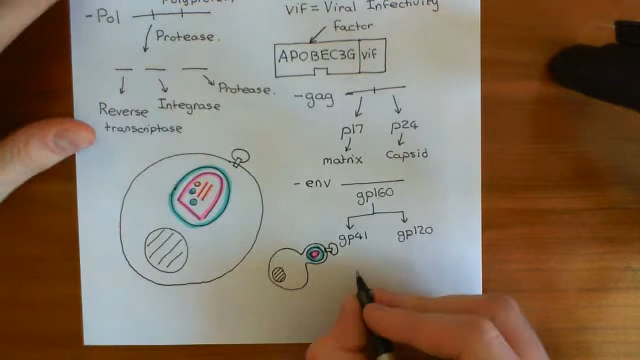 -Pol
Protease.
Reverse
transcriptase
Integrase
Protease.
vif = Viral Infectivity
Factor
APOBEC3G vif
-gag
p17 p24
matrix Capsid
-env
gp160
gp41 gp120